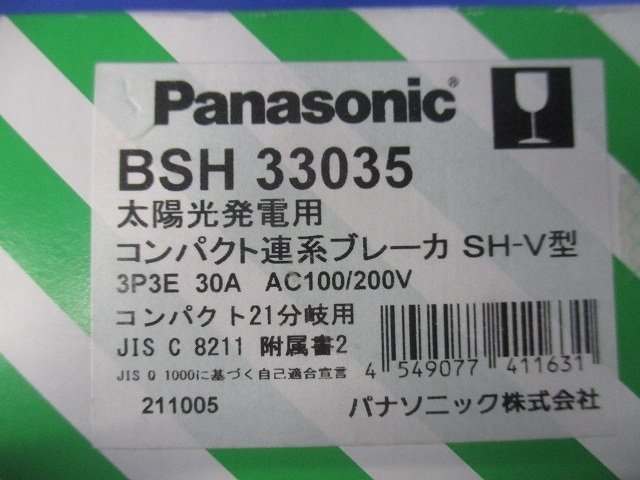 Panasonic®
BSH 33035
太陽光発電用
コンパクト連系ブレーカ SH-V型
3P3E 30A AC100/200V
コンパクト21分岐用
JIS C 8211 附属書2
JIS Q 1000に基づく自己適合宣言
4 549077 411631
211005
パナソニック株式会社